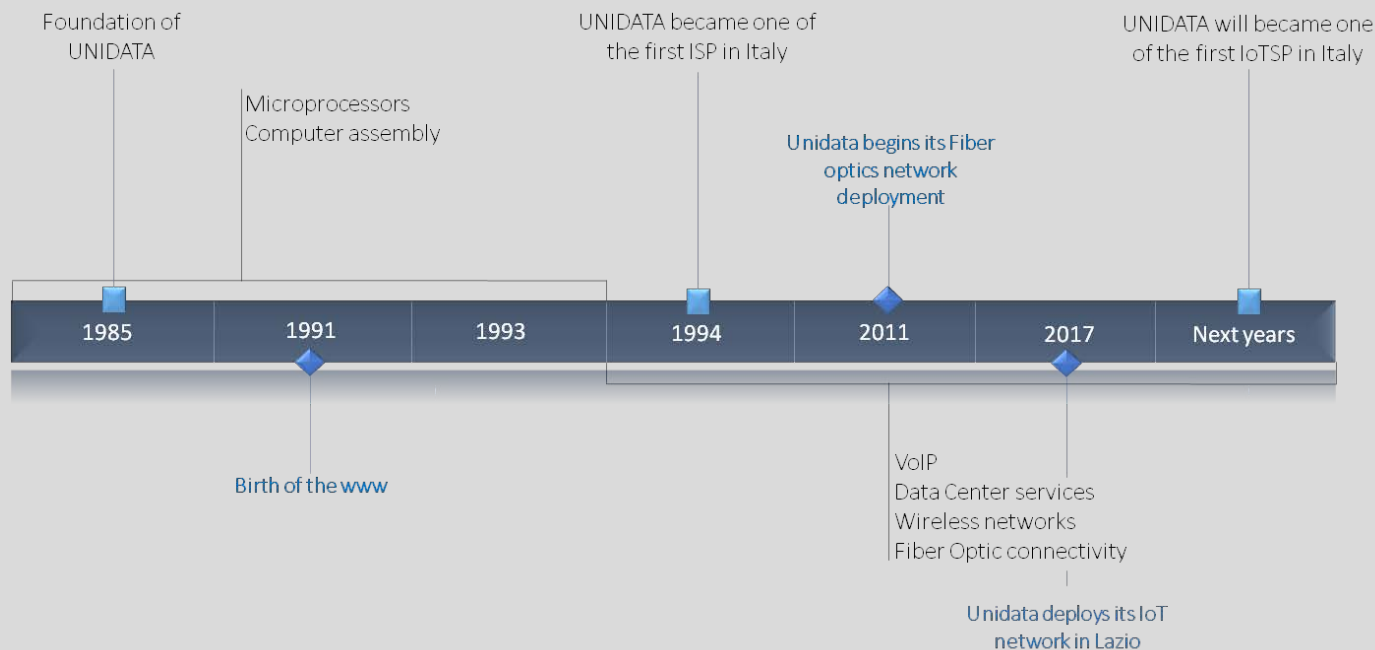 Foundation of
UNIDATA
UNIDATA became one of
the first ISP in Italy
UNIDATA will became one
of the first IoTSP in Italy
Microprocessors
Computer assembly
Unidata begins its Fiber
optics network
deployment
1985
1991
1993
1994
2011
2017
Next years
Birth of the www
VoIP
Data Center services
Wireless networks
Fiber Optic connectivity
Unidata deploys its IoT
network in Lazio